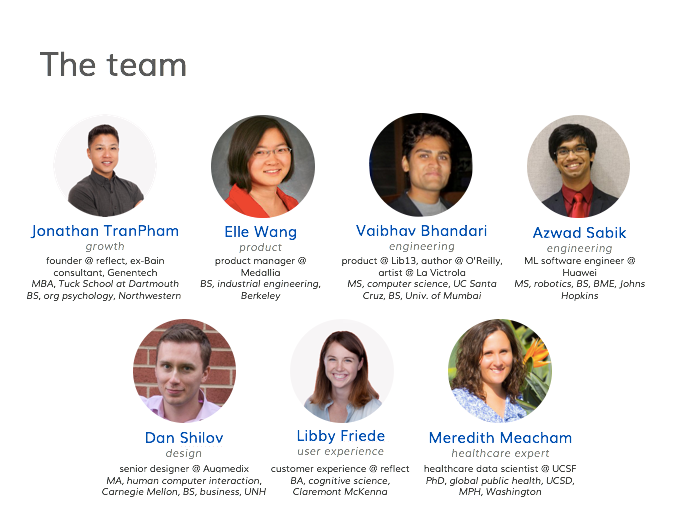 The team
Jonathan TranPham
growth
founder @ reflect, ex-Bain
consultant, Genentech
MBA, Tuck School at Dartmouth
BS, org psychology, Northwestern
Elle Wang
product
product manager @
Medallia
BS, industrial engineering,
Berkeley
Vaibhav Bhandari
engineering
product @ Lib13, author @ O'Reilly,
artist @ La Victrola
MS, computer science, UC Santa
Cruz, BS, Univ. of Mumbai
Azwad Sabik
engineering
ML software engineer @
Huawei
MS, robotics, BS, BME, Johns
Hopkins
Dan Shilov
design
senior designer @ Augmedix
MA, human computer interaction,
Carnegie Mellon, BS, business, UNH
Libby Friede
user experience
customer experience @ reflect
BA, cognitive science,
Claremont McKenna
Meredith Meacham
healthcare expert
healthcare data scientist @ UCSF
PhD, global public health, UCSD,
MPH, Washington